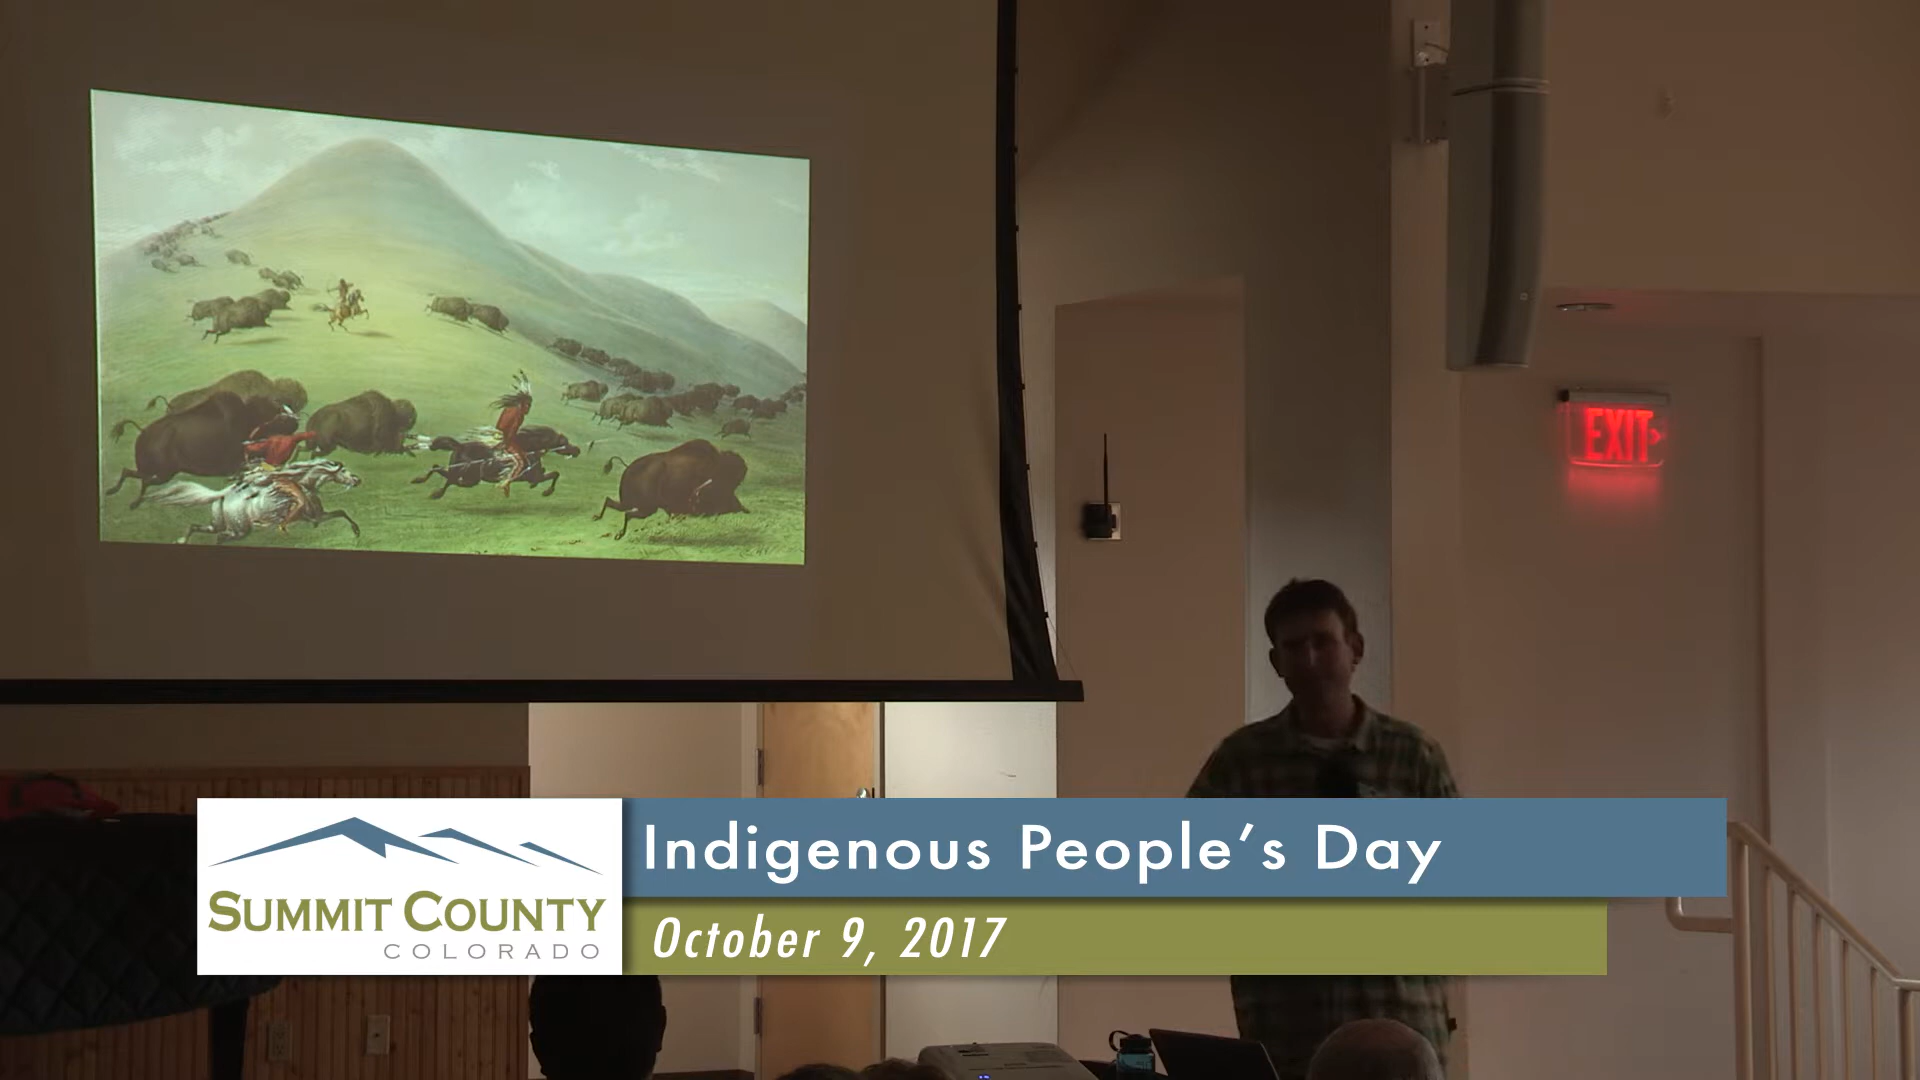 EXIT
Indigenous People’s Day
SUMMIT COUNTY
COLORADO
October 9, 2017